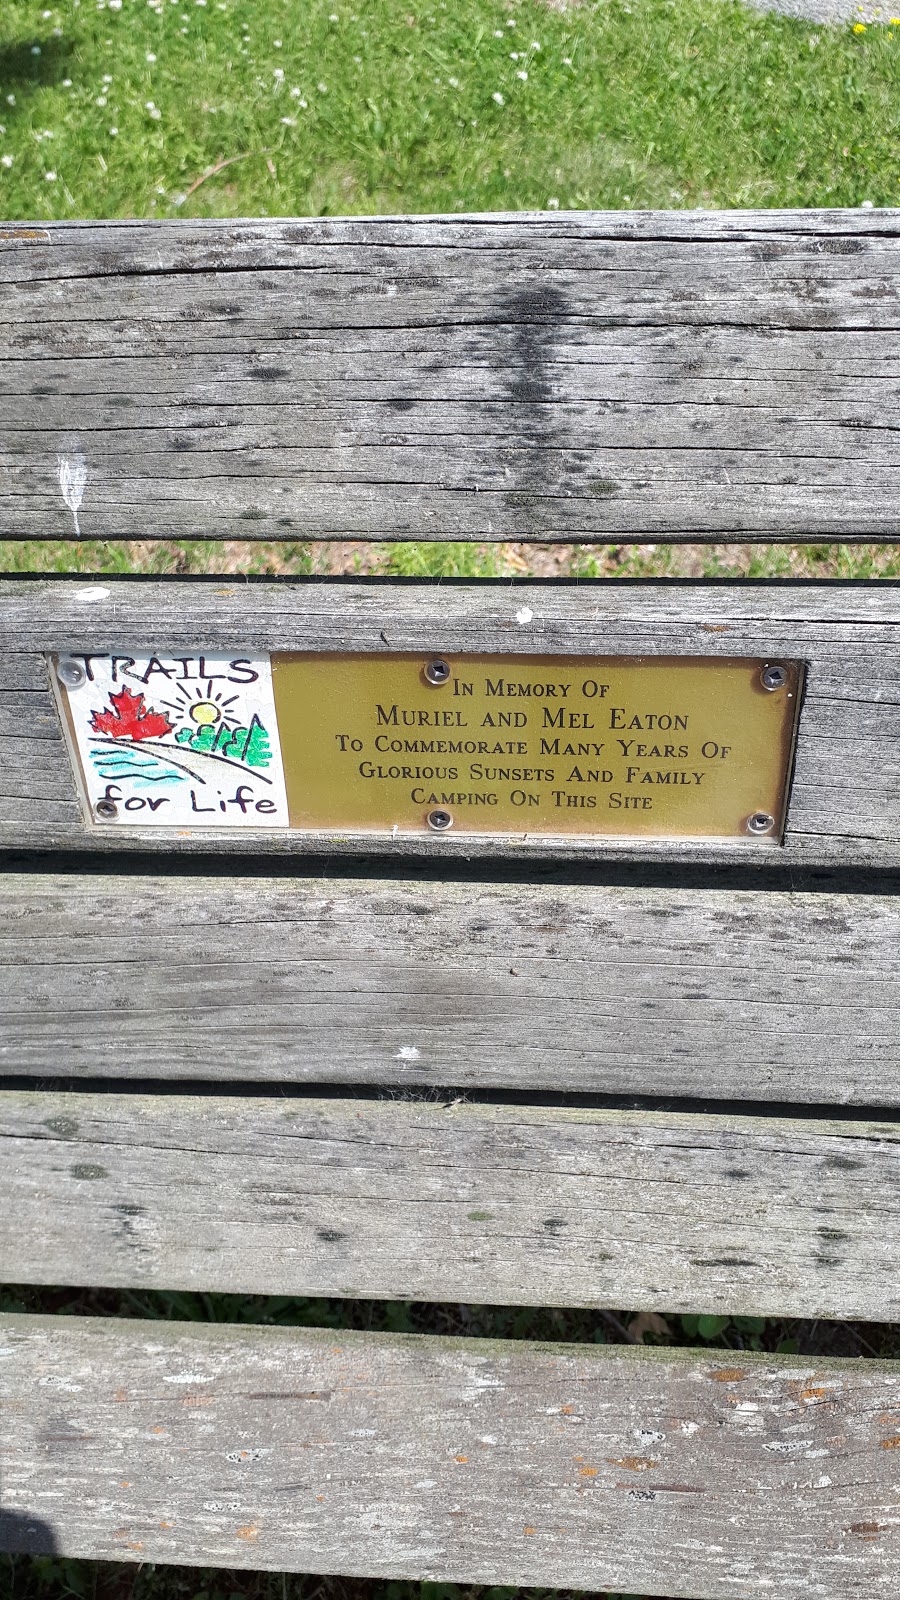 TRAILS
for Life
In Memory Of
Muriel and Mel Eaton
To Commemorate Many Years Of
Glorious Sunsets And Family
Camping On This Site